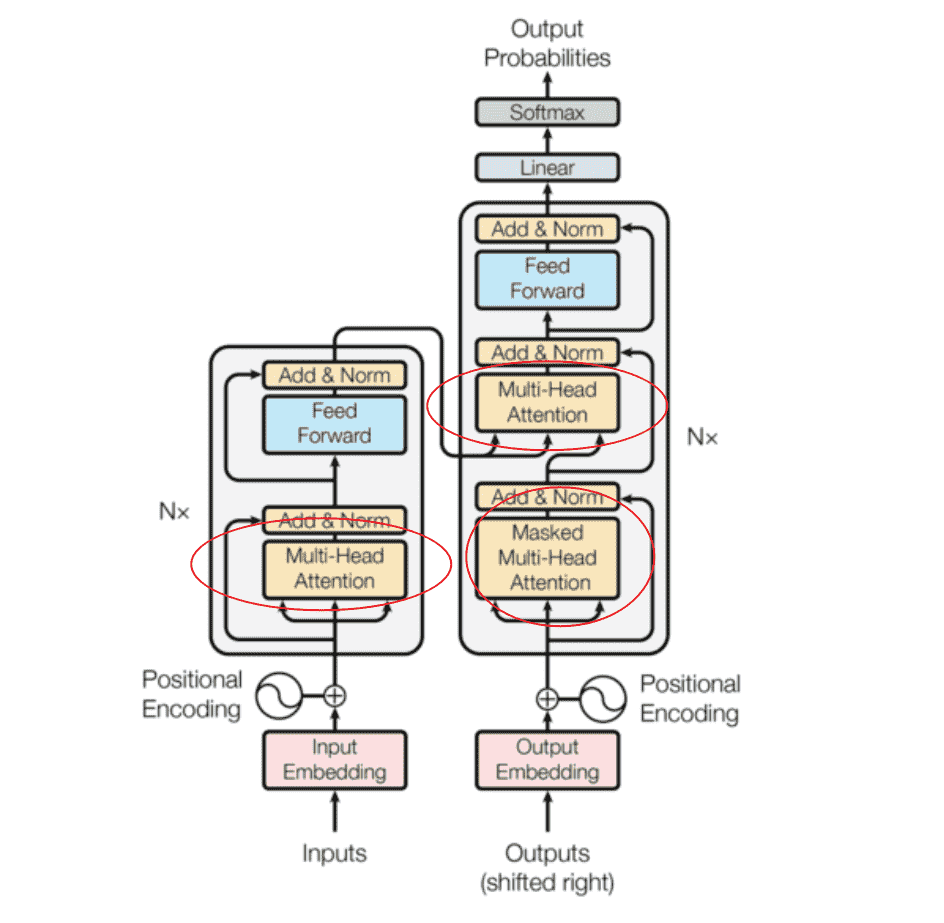 Output
Probabilities
Softmax
Linear
Add & Norm
Feed
Forward
Add & Norm
Multi-Head
Attention
Nx
Add & Norm
Masked
Multi-Head
Attention
Add & Norm
Feed
Forward
Nx
Add & Norm
Multi-Head
Attention
Positional
Encoding
Positional
Encoding
Input
Embedding
Output
Embedding
Inputs
Outputs
(shifted right)